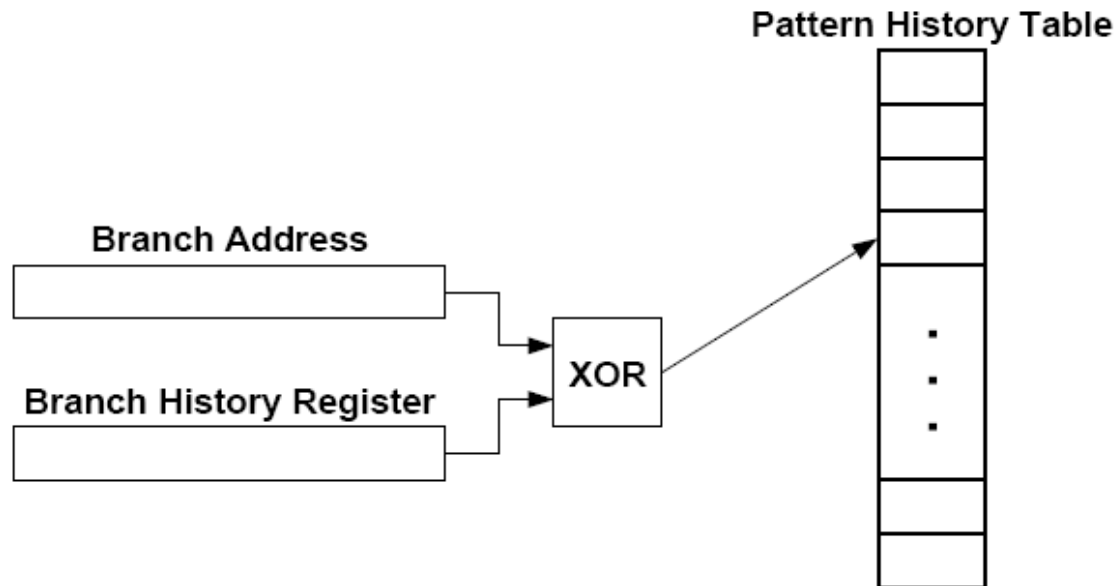 Pattern History Table
Branch Address
XOR
Branch History Register